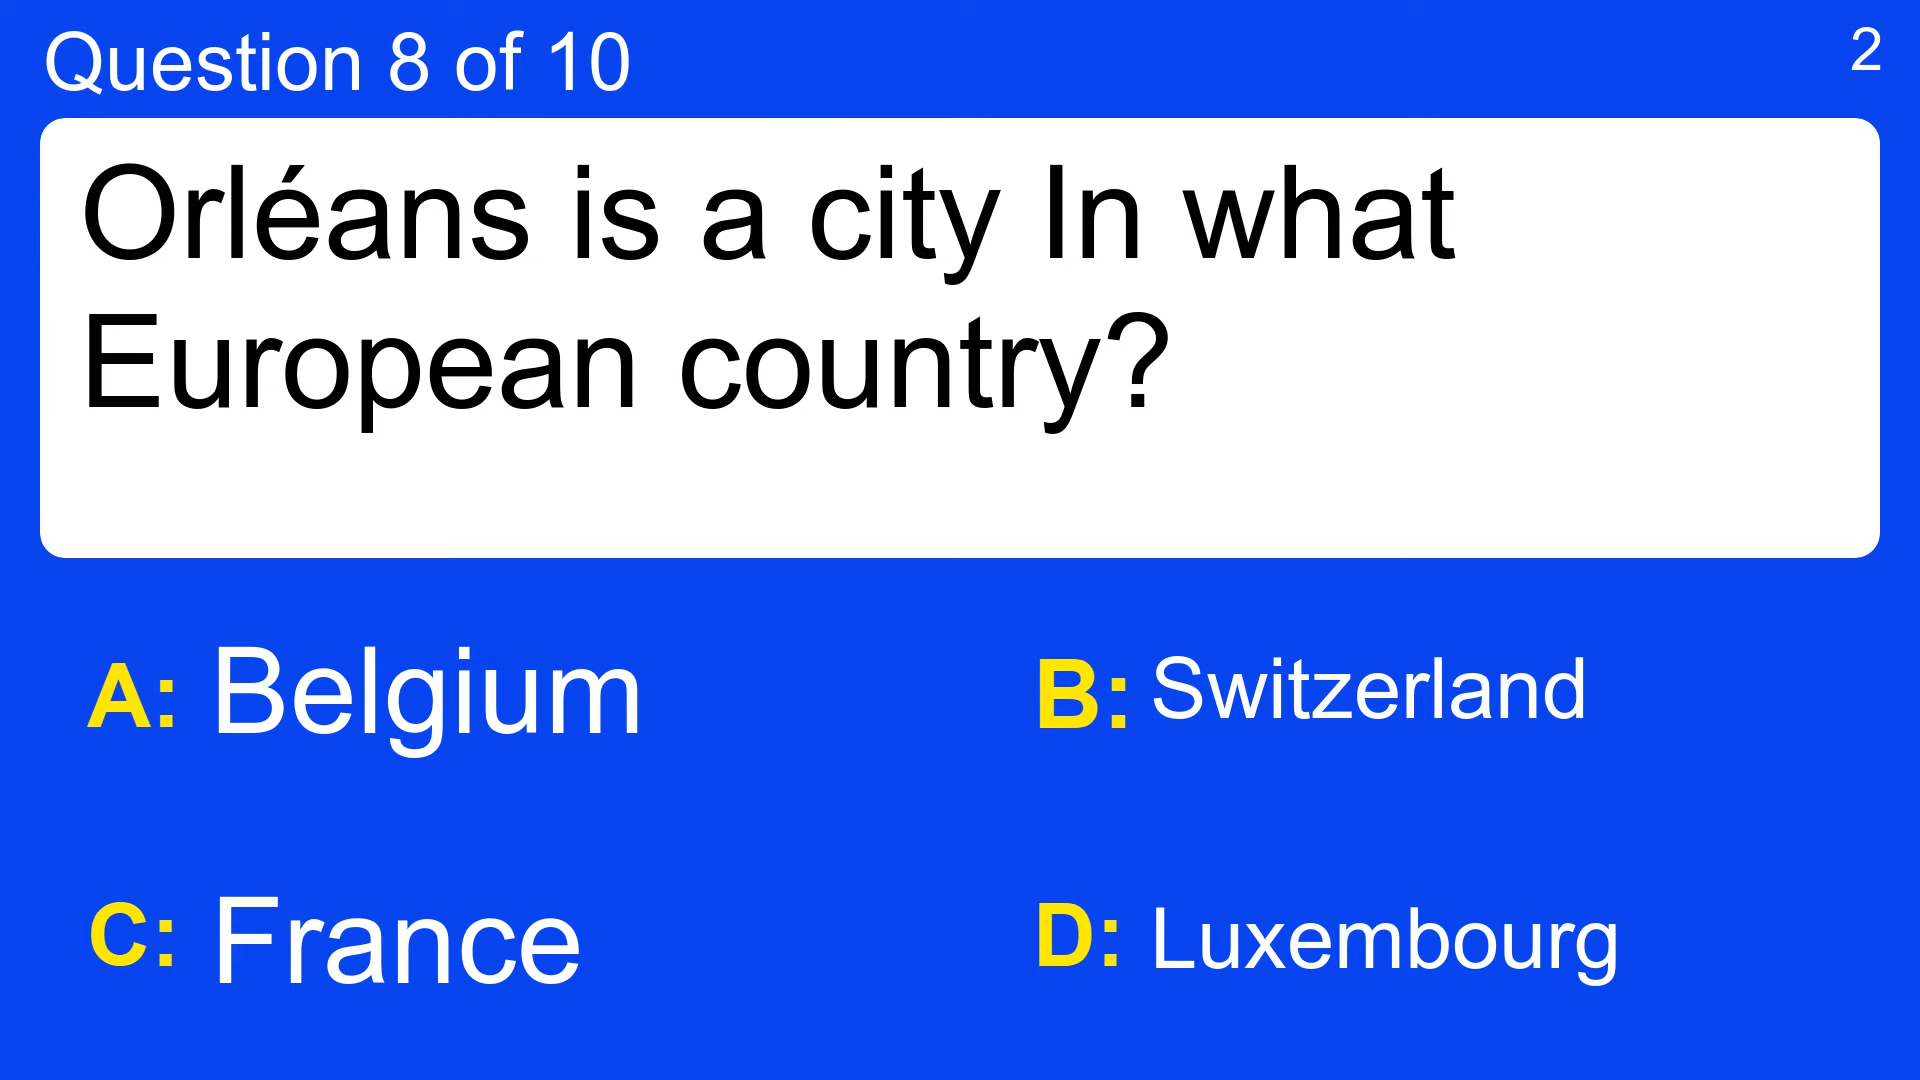 Question 8 of 10
2
Orléans is a city In what
European country?
A: Belgium
B: Switzerland
C: France
D: Luxembourg